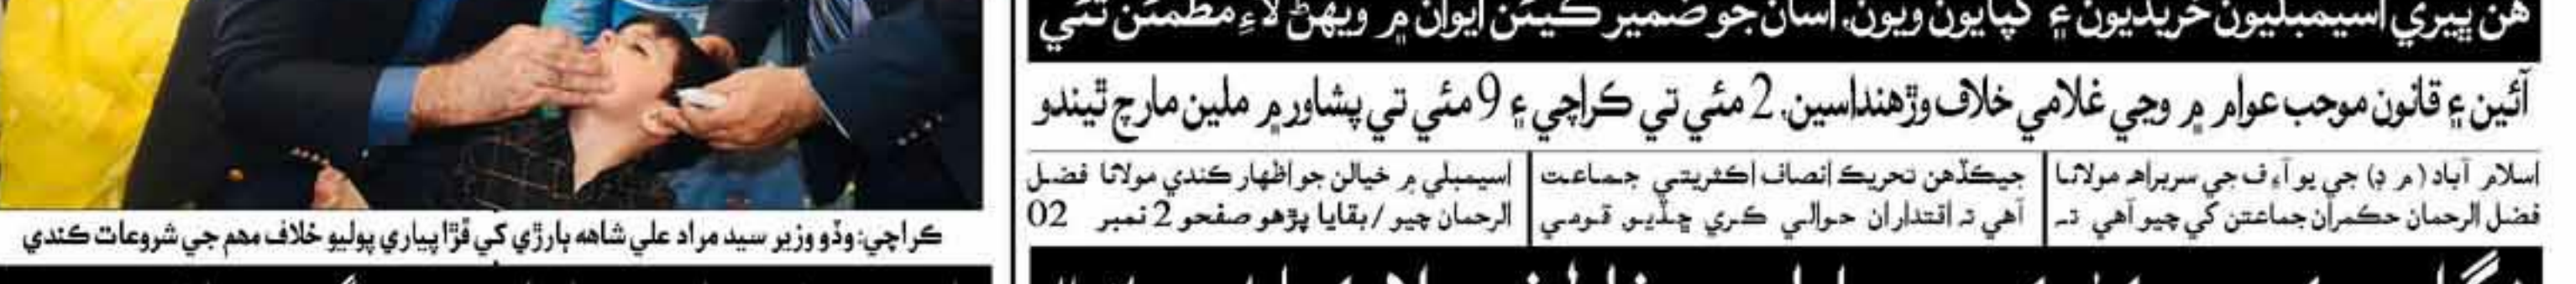 هن ڀيري اسيمبليون خريديون ۽ کپايون ويون، اسان جو ضمير ڪيئن ايوان ۾ ويهڻ لاءِ مطمئن ٿئي
آئين ۽ قانون موجب عوام ۾ وڃي غلامي خلاف وڙهنداسين، 2 مئي تي ڪراچي ۽ 9 مئي تي پشاور ۾ ملين مارچ ٿيندو
اسلام آباد (م ڊ) جي يو آءِ ف جي سربراهه مولانا
فضل الرحمان حڪمران جماعتن کي چيو آهي ته
جيڪڏهن تحريڪ انصاف اڪثريتي جماعت
آهي ته اقتداران حوالي ڪري ڇڏيو. قومي
اسيمبلي ۾ خيالن جو اظهار ڪندي مولانا فضل
الرحمان چيو /بقايا پڙهو صفحو 2 نمبر 02
ڪراچي: وڏو وزير سيد مراد علي شاهه ٻارڙي کي ڦڙا پياري پوليو خلاف مهم جي شروعات ڪندي